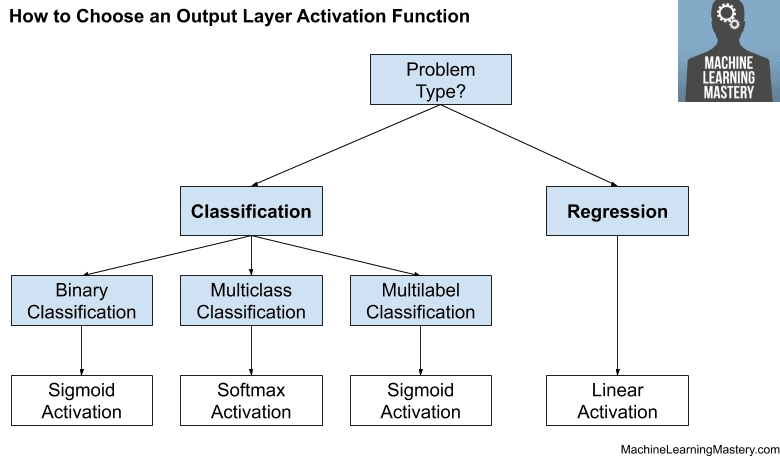 How to Choose an Output Layer Activation Function
MACHINE
LEARNING
MASTERY
Problem
Type?
Classification
Regression
Binary
Classification
Multiclass
Classification
Multilabel
Classification
Sigmoid
Activation
Softmax
Activation
Sigmoid
Activation
Linear
Activation
MachineLearningMastery.com